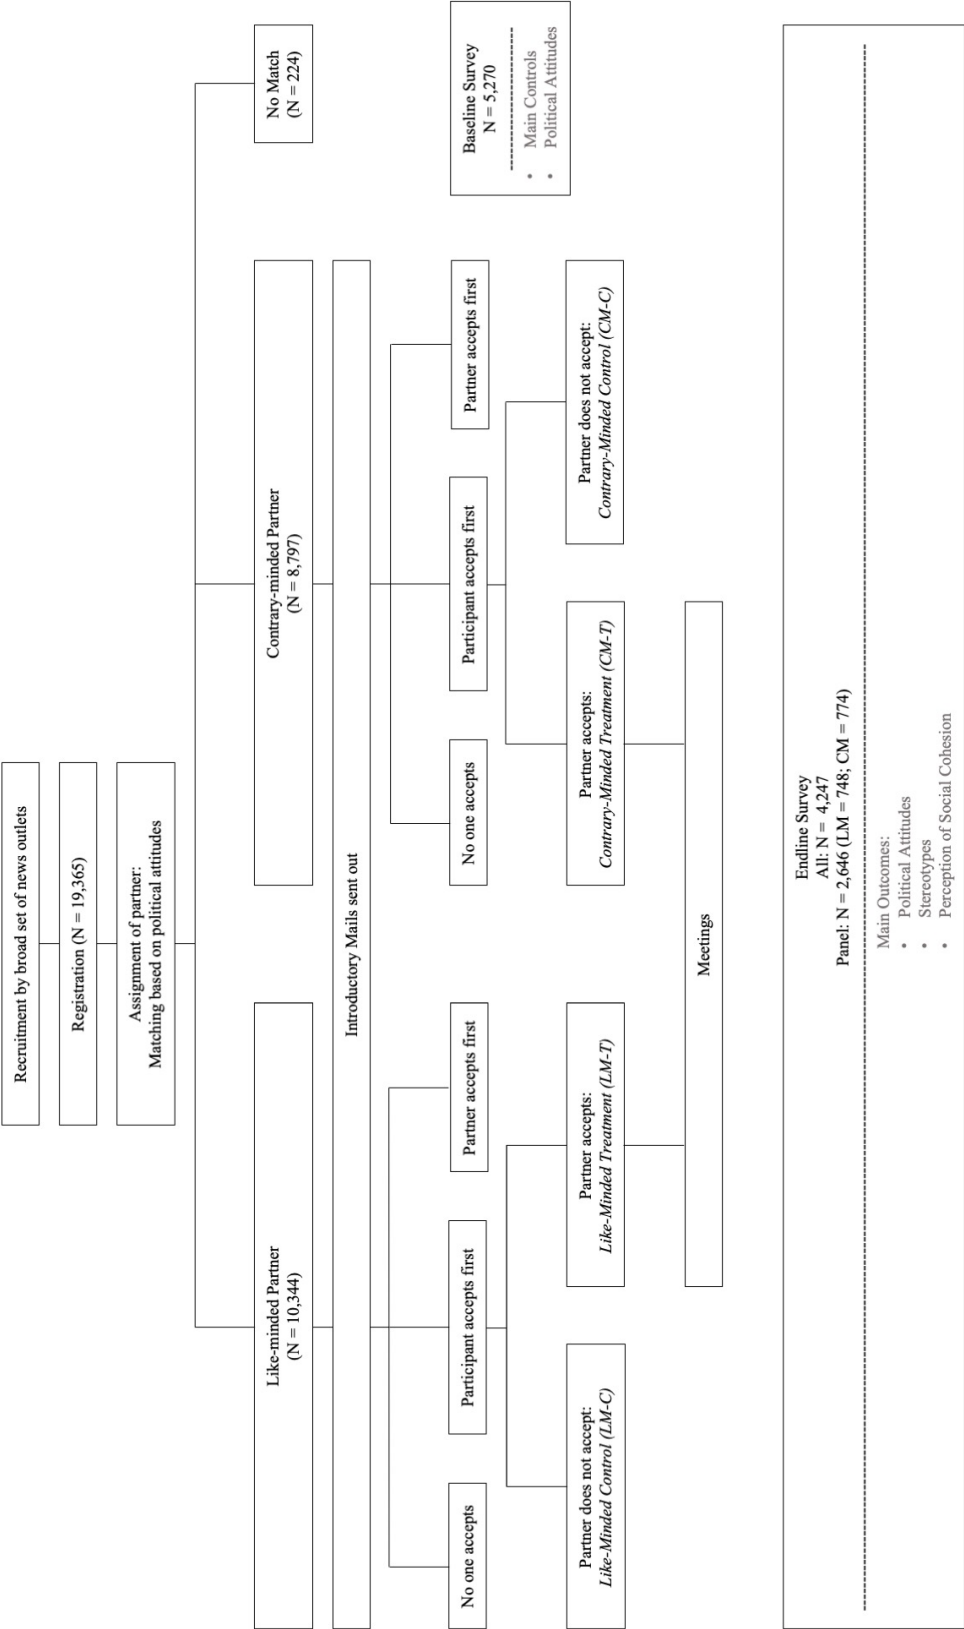 Recruitment by broad set of news outlets
Registration (N = 19,365)
Assignment of partner:
Matching based on political attitudes
Like-minded Partner
(N = 10,344)
Contrary-minded Partner
(N = 8,797)
No Match
(N = 224)
Introductory Mails sent out
No one accepts
Participant accepts first
Partner accepts first
No one accepts
Participant accepts first
Partner accepts first
Baseline Survey
N = 5,270
• Main Controls
• Political Attitudes
Partner does not accept:
Like-Minded Control (LM-C)
Partner accepts:
Like-Minded Treatment (LM-T)
Partner accepts:
Contrary-Minded Treatment (CM-T)
Partner does not accept:
Contrary-Minded Control (CM-C)
Meetings
Endline Survey
All: N = 4,247
Panel: N = 2,646 (LM = 748; CM = 774)
Main Outcomes:
• Political Attitudes
• Stereotypes
• Perception of Social Cohesion